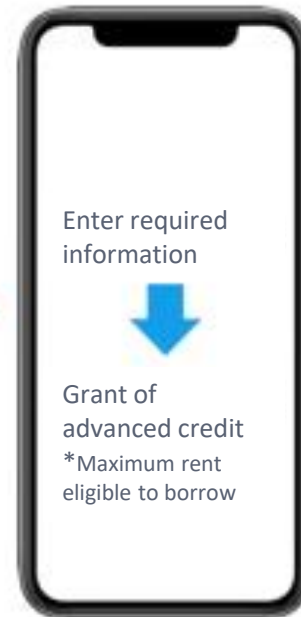 Enter required
information
Grant of
advanced credit
*Maximum rent
eligible to borrow